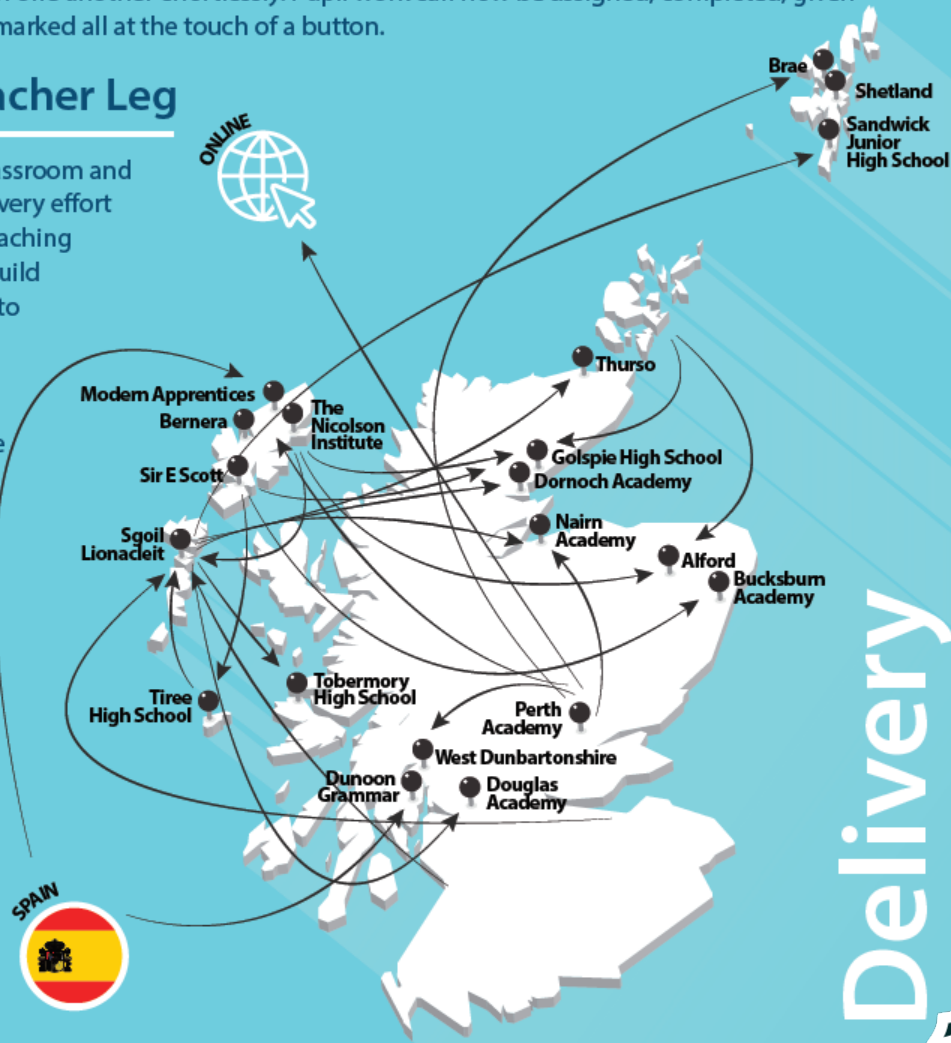 marked all at the touch of a button.
acher Leg
assroom and
very effort
aching
uild
to
ONLINE
Brae
Shetland
Sandwick
Junior
High School
Thurso
Modern Apprentices
Bernera
The
Nicolson
Institute
Sir E Scott
Golspie High School
Dornoch Academy
Sgoil
Lionacleit
Nairn
Academy
Alford
Bucksburn
Academy
Tobermory
High School
Tiree
High School
Perth
Academy
West Dunbartonshire
Dunoon
Grammar
Douglas
Academy
SPAIN
Delivery